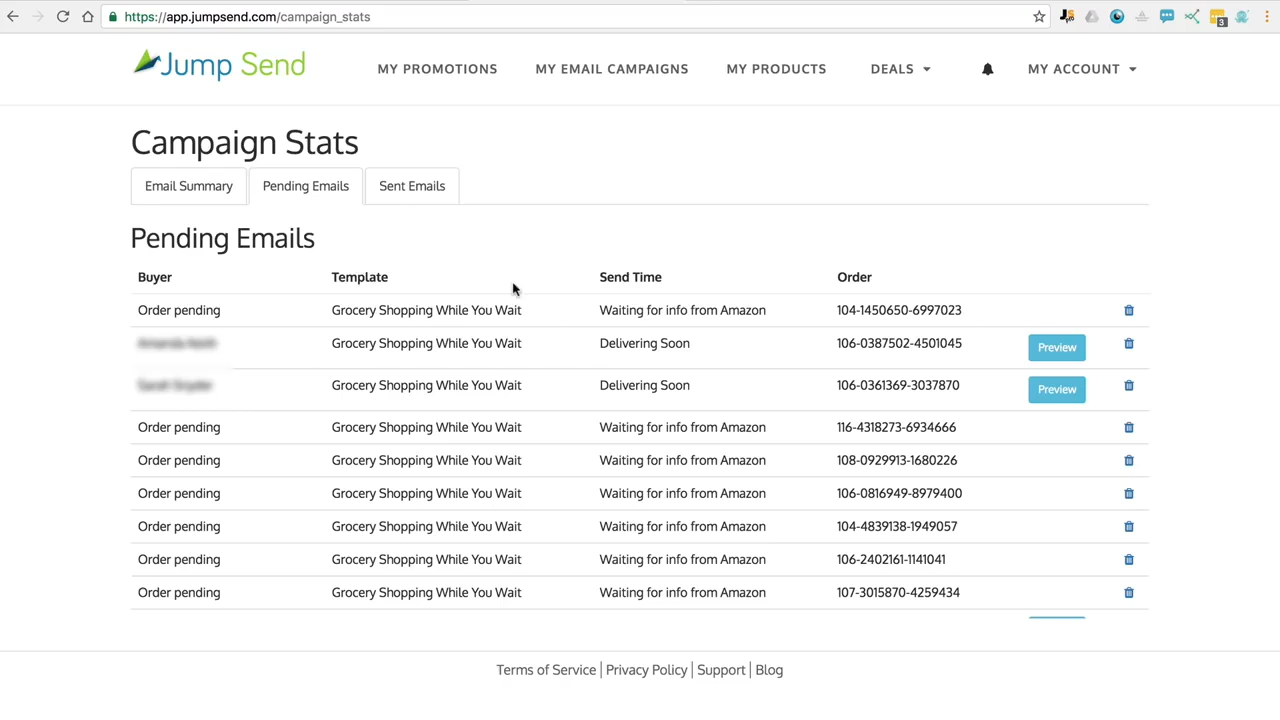 https://app.jumpsend.com/campaign_stats
3
Jump Send
MY PROMOTIONS
MY EMAIL CAMPAIGNS
MY PRODUCTS
DEALS
MY ACCOUNT
Campaign Stats
Email Summary
Pending Emails
Sent Emails
Pending Emails
Buyer Template Send Time Order
Order pending Grocery Shopping While You Wait Waiting for info from Amazon 104-1450650-6997023
Grocery Shopping While You Wait Delivering Soon 106-0387502-4501045 Preview
Grocery Shopping While You Wait Delivering Soon 106-0361369-3037870 Preview
Order pending Grocery Shopping While You Wait Waiting for info from Amazon 116-4318273-6934666
Order pending Grocery Shopping While You Wait Waiting for info from Amazon 108-0929913-1680226
Order pending Grocery Shopping While You Wait Waiting for info from Amazon 106-0816949-8979400
Order pending Grocery Shopping While You Wait Waiting for info from Amazon 104-4839138-1949057
Order pending Grocery Shopping While You Wait Waiting for info from Amazon 106-2402161-1141041
Order pending Grocery Shopping While You Wait Waiting for info from Amazon 107-3015870-4259434
Terms of Service | Privacy Policy | Support | Blog